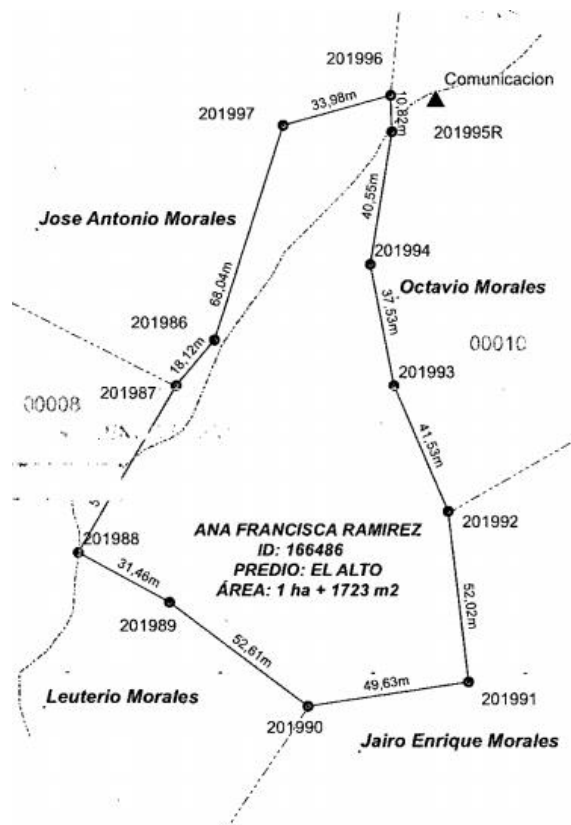 201996
Comunicacion
33,98m
10,82m
201997
201995R
Jose Antonio Morales
40,55m
201994
68,04m
Octavio Morales
37,53m
201986
00010
18,12m
201987
201993
00008
41,53m
201988
201992
ANA FRANCISCA RAMIREZ
ID: 166486
PREDIO: EL ALTO
ÁREA: 1 ha + 1723 m2
31,46m
201989
52,02m
52,61m
Leuterio Morales
49,63m
201991
201990
Jairo Enrique Morales